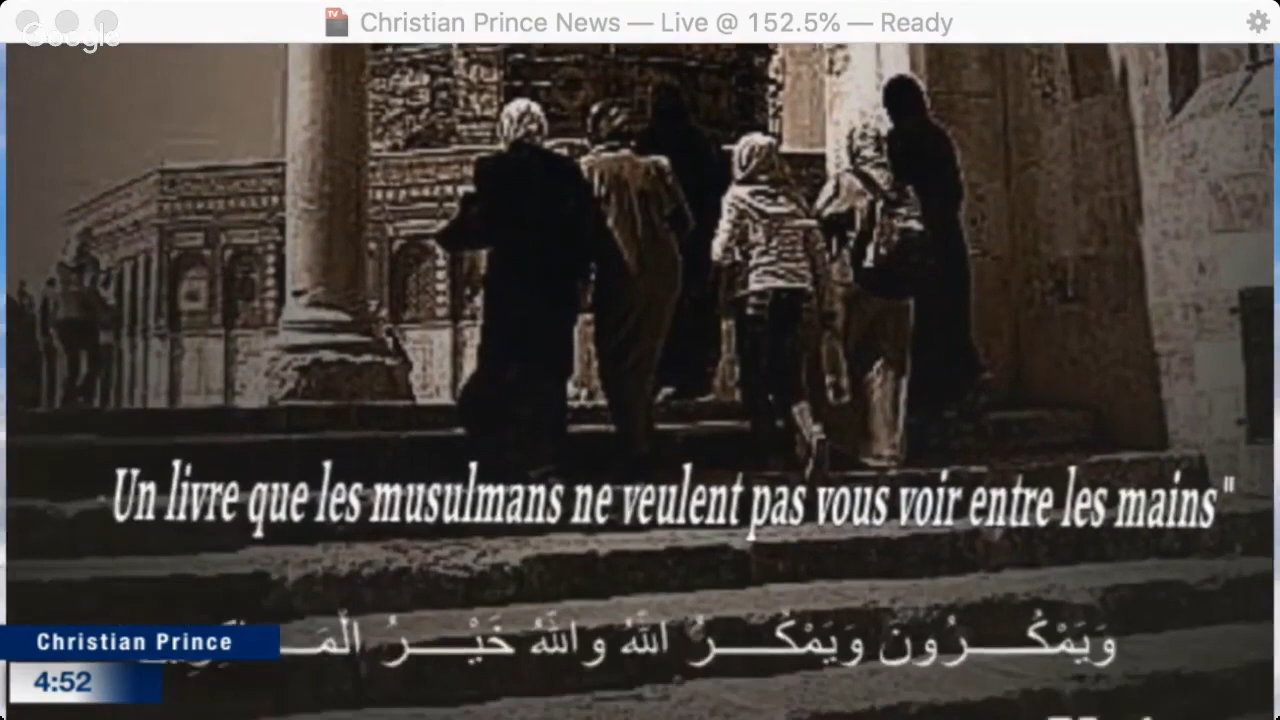 Christian Prince News — Live @ 152.5% — Ready
Google
Un livre que les musulmans ne veulent pas vous voir entre les mains"
وَيَمْكُرُونَ وَيَمْكُرُ اللَّهُ وَاللَّهُ خَيْرُ
Christian Prince
4:52